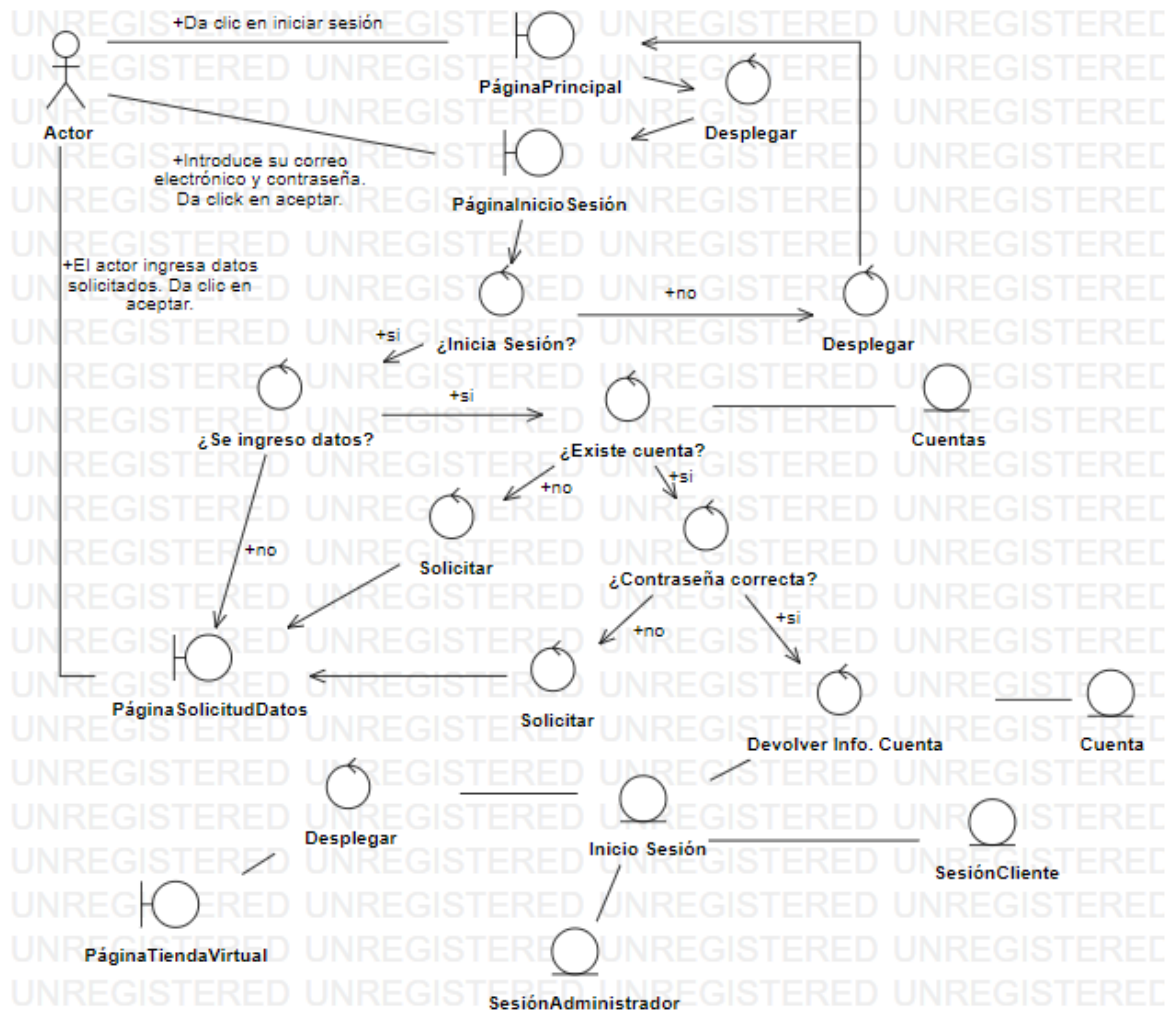 +Da clic en iniciar sesión
PáginaPrincipal
Actor
Desplegar
+Introduce su correo
electrónico y contraseña.
Da click en aceptar.
PáginaInicioSesión
+El actor ingresa datos
solicitados. Da clic en
aceptar.
+no
+si
¿Inicia Sesión?
Desplegar
+si
¿Se ingreso datos?
¿Existe cuenta?
Cuentas
+no
+si
Solicitar
+no
¿Contraseña correcta?
+no
+si
PáginaSolicitudDatos
Solicitar
Devolver Info. Cuenta
Cuenta
Desplegar
Inicio Sesión
SesiónCliente
PáginaTiendaVirtual
SesiónAdministrador
UNREGISTERED UNREGISTERED UNREGISTERED UNREGISTERED